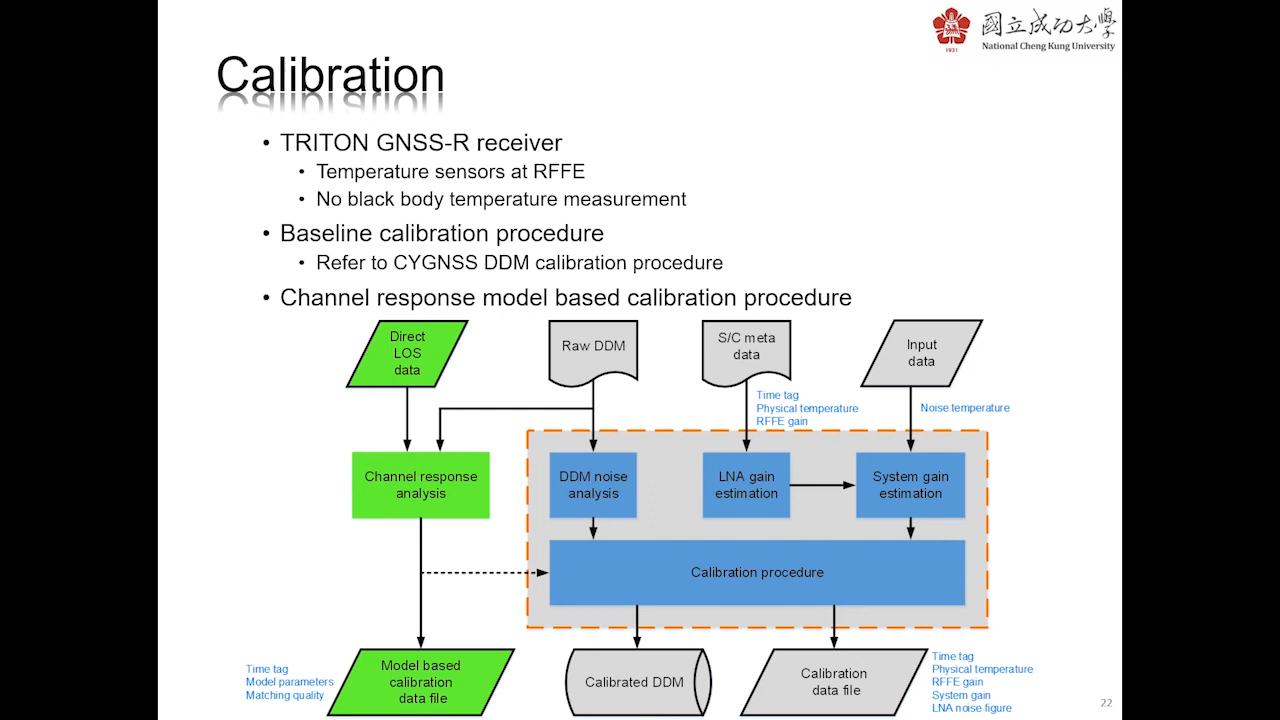 國立成功大學
1931
National Cheng Kung University
Calibration
• TRITON GNSS-R receiver
• Temperature sensors at RFFE
• No black body temperature measurement
• Baseline calibration procedure
• Refer to CYGNSS DDM calibration procedure
• Channel response model based calibration procedure
Direct
LOS
data
Raw DDM
S/C meta
data
Input
data
Time tag
Physical temperature
RFFE gain
Noise temperature
Channel response
analysis
DDM noise
analysis
LNA gain
estimation
System gain
estimation
Calibration procedure
Time tag
Model parameters
Matching quality
Model based
calibration
data file
Calibrated DDM
Calibration
data file
Time tag
Physical temperature
RFFE gain
System gain
LNA noise figure
22